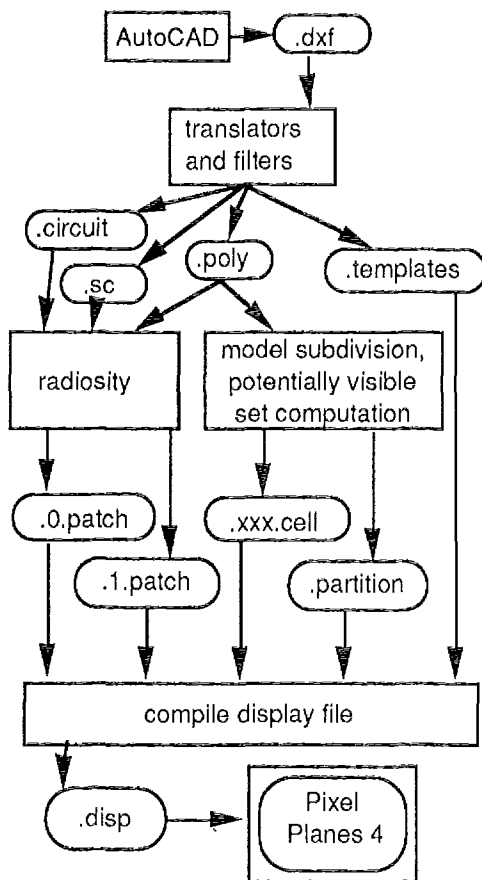 AutoCAD
.dxf
translators
and filters
.circuit
.sc
.poly
.templates
radiosity
model subdivision,
potentially visible
set computation
.0.patch
.xxx.cell
.1.patch
.partition
compile display file
.disp
Pixel
Planes 4